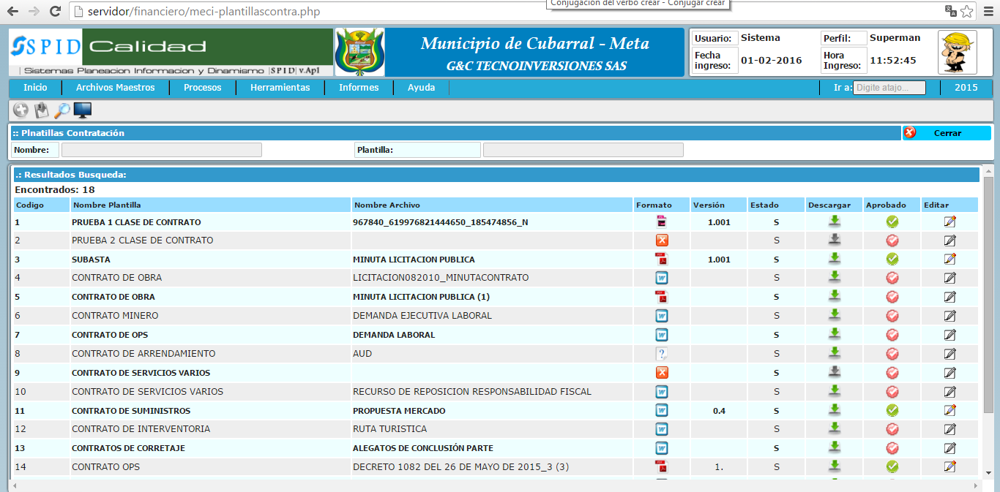 Conjugación del verbo crear - Conjugar crear
servidor/financiero/meci-plantillascontra.php
SSPID Calidad
| Sistemas Planeacion Informacion y Dinamismo |SPID| v.Ap1
Municipio de Cubarral - Meta
G&C TECNOINVERSIONES SAS
Usuario: Sistema Perfil: Superman
Fecha ingreso: 01-02-2016 Hora Ingreso: 11:52:45
Inicio Archivos Maestros Procesos Herramientas Informes Ayuda Ir a: Digite atajo... 2015
:: Plnatillas Contratación Cerrar
Nombre: Plantilla:
.: Resultados Busqueda:
Encontrados: 18
Codigo Nombre Plantilla Nombre Archivo Formato Versión Estado Descargar Aprobado Editar
1 PRUEBA 1 CLASE DE CONTRATO 967840_619976821444650_185474856_N 1.001 S
2 PRUEBA 2 CLASE DE CONTRATO S
3 SUBASTA MINUTA LICITACION PUBLICA 1.001 S
4 CONTRATO DE OBRA LICITACION082010_MINUTACONTRATO S
5 CONTRATO DE OBRA MINUTA LICITACION PUBLICA (1) S
6 CONTRATO MINERO DEMANDA EJECUTIVA LABORAL S
7 CONTRATO DE OPS DEMANDA LABORAL S
8 CONTRATO DE ARRENDAMIENTO AUD S
9 CONTRATO DE SERVICIOS VARIOS S
10 CONTRATO DE SERVICIOS VARIOS RECURSO DE REPOSICION RESPONSABILIDAD FISCAL S
11 CONTRATO DE SUMINISTROS PROPUESTA MERCADO 0.4 S
12 CONTRATO DE INTERVENTORIA RUTA TURISTICA S
13 CONTRATOS DE CORRETAJE ALEGATOS DE CONCLUSIÓN PARTE S
14 CONTRATO OPS DECRETO 1082 DEL 26 DE MAYO DE 2015_3 (3) 1. S